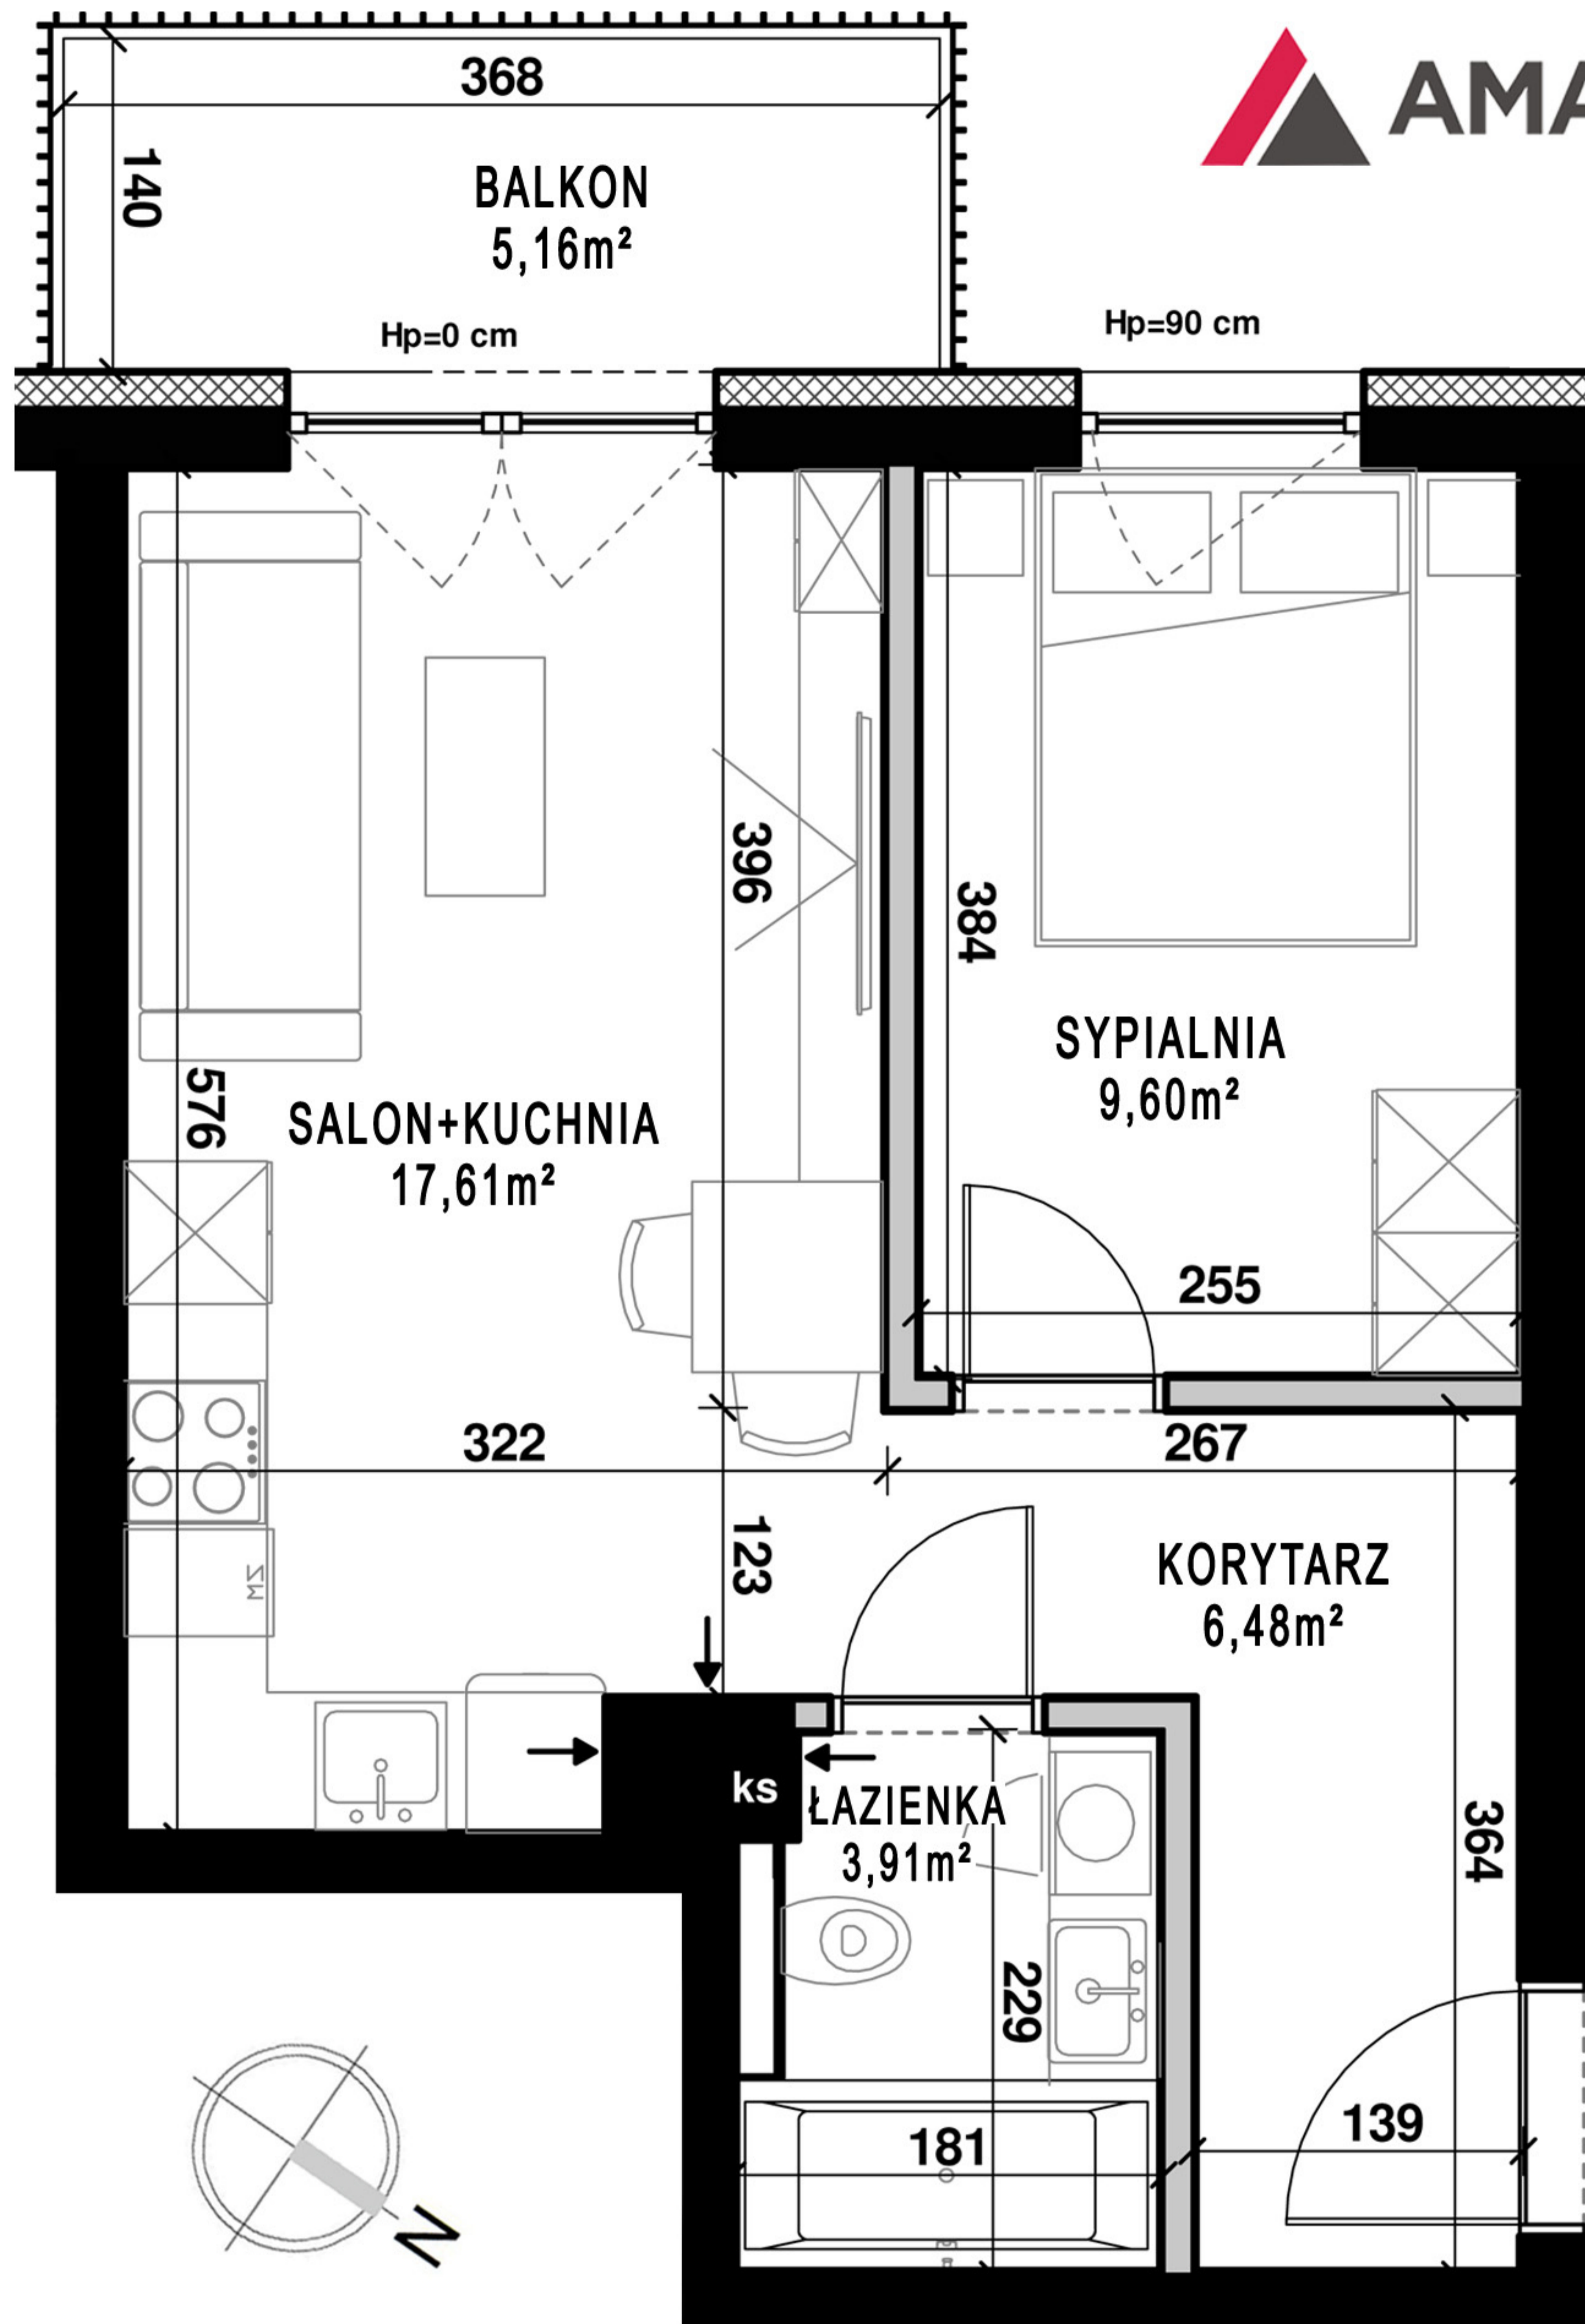 AMA
368
140
BALKON
5,16m²
Hp=0 cm
Hp=90 cm
396
384
SYPIALNIA
9,60m²
576
SALON+KUCHNIA
17,61m²
255
322
267
123
KORYTARZ
6,48m²
ZM
ks
ŁAZIENKA
3,91m²
364
229
139
181
N